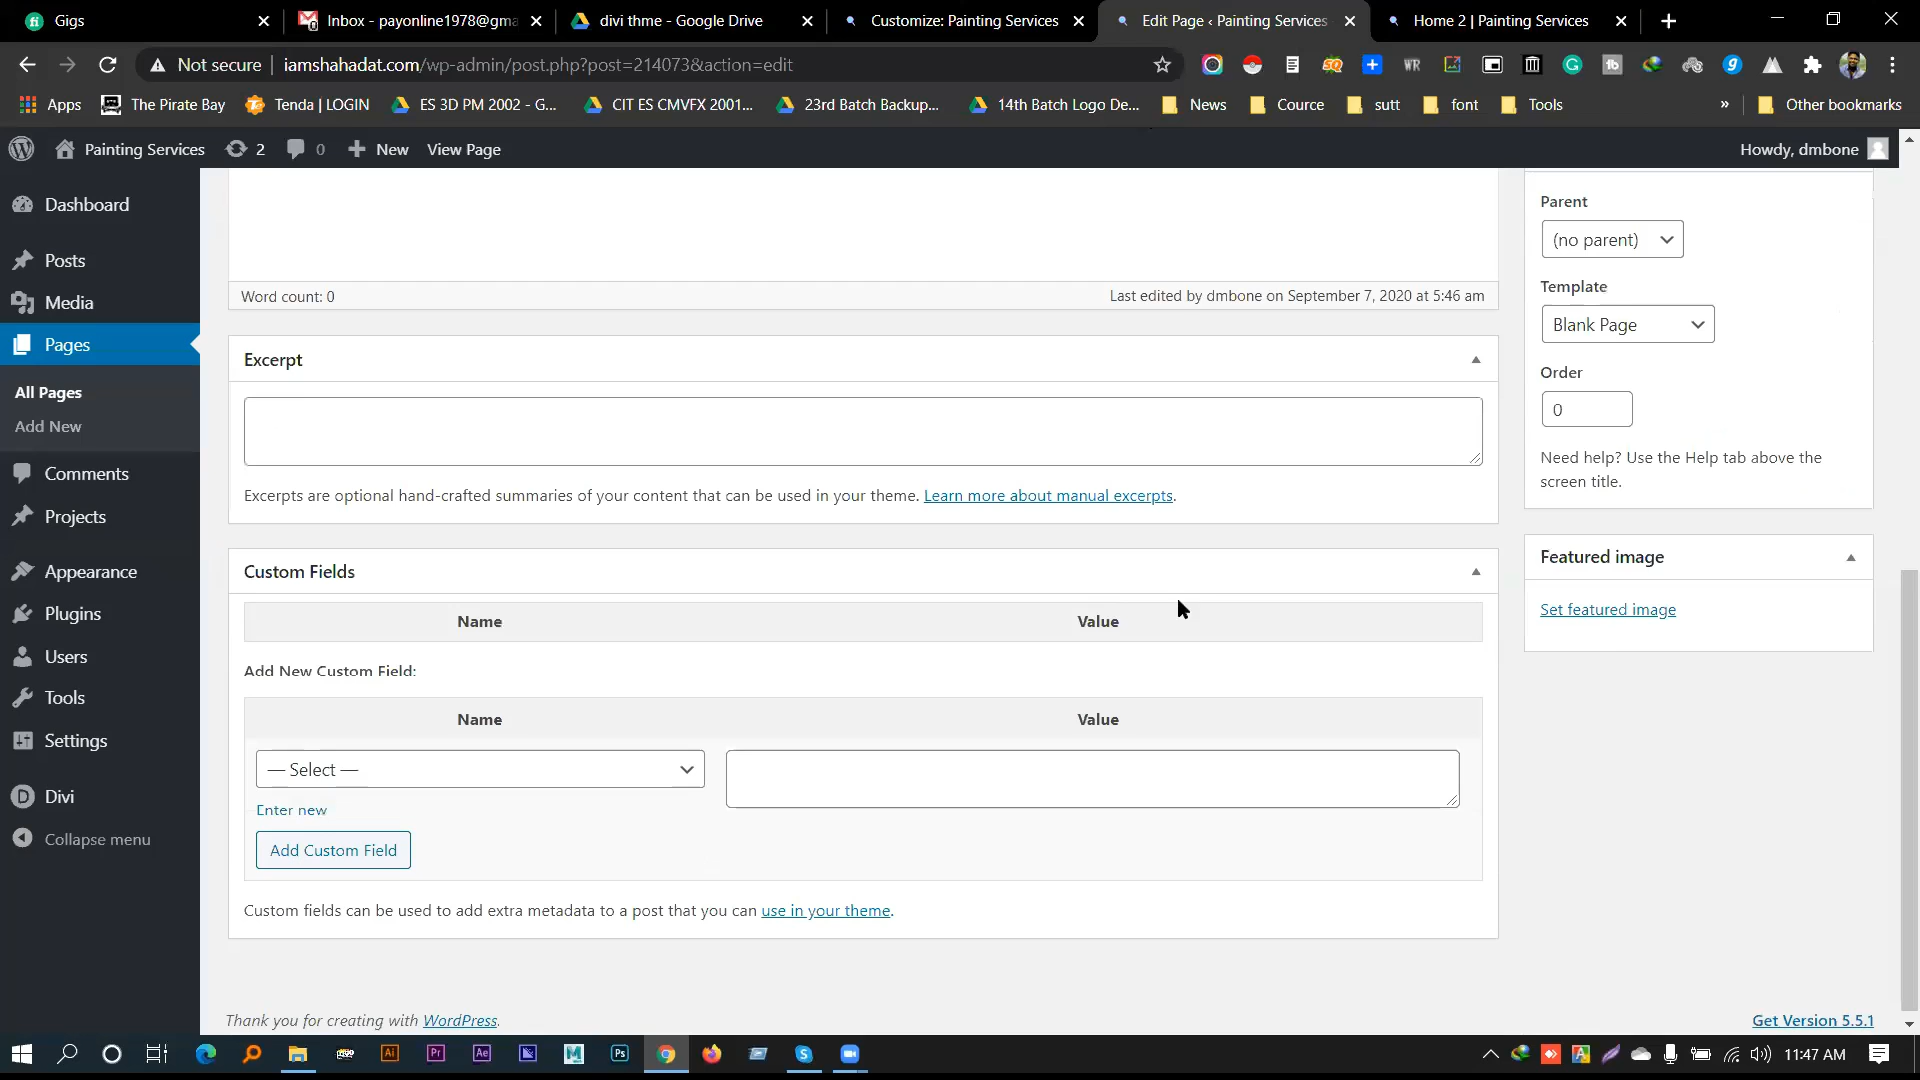 Gigs
Inbox - payonline1978@gma
divi thme - Google Drive
Customize: Painting Services
Edit Page ‹ Painting Services
Home 2 | Painting Services
Not secure
iamshahadat.com/wp-admin/post.php?post=214073&action=edit
Apps
The Pirate Bay
Tenda | LOGIN
ES 3D PM 2002 - G...
CIT ES CMVFX 2001...
23rd Batch Backup...
14th Batch Logo De...
News
Cource
sutt
font
Tools
»
Other bookmarks
Painting Services
2
0
New
View Page
Howdy, dmbone
Dashboard
Posts
Media
Pages
All Pages
Add New
Comments
Projects
Appearance
Plugins
Users
Tools
Settings
Divi
Collapse menu
Word count: 0
Last edited by dmbone on September 7, 2020 at 5:46 am
Excerpt
Excerpts are optional hand-crafted summaries of your content that can be used in your theme. Learn more about manual excerpts.
Custom Fields
Name
Value
Add New Custom Field:
Name
Value
— Select —
Enter new
Add Custom Field
Custom fields can be used to add extra metadata to a post that you can use in your theme.
Parent
(no parent)
Template
Blank Page
Order
0
Need help? Use the Help tab above the
screen title.
Featured image
Set featured image
Thank you for creating with WordPress.
Get Version 5.5.1
Ai
Pr
Ae
M
Ps
11:47 AM